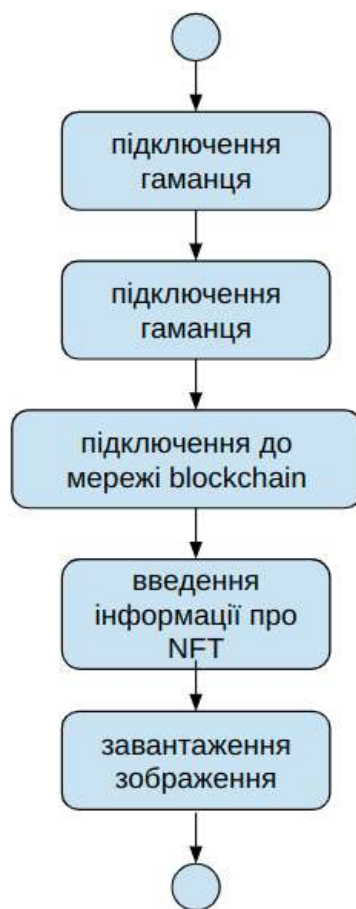 підключення
гаманця
підключення
гаманця
підключення до
мережі blockchain
введення
інформації про
NFT
завантаження
зображення